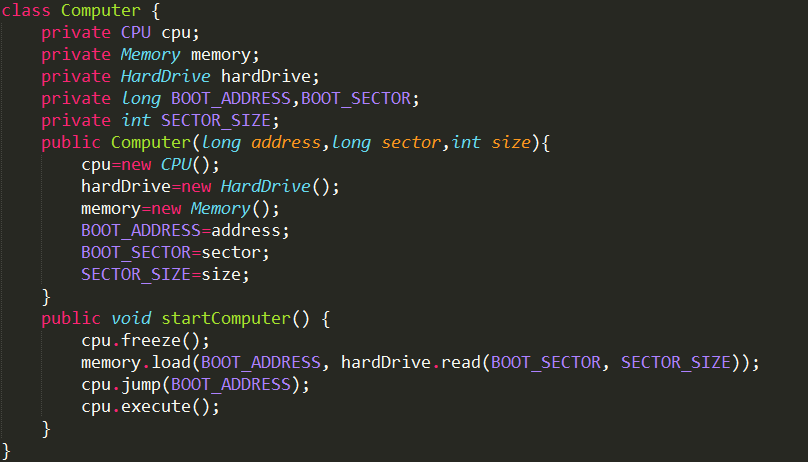 class Computer {
    private CPU cpu;
    private Memory memory;
    private HardDrive hardDrive;
    private long BOOT_ADDRESS,BOOT_SECTOR;
    private int SECTOR_SIZE;
    public Computer(long address,long sector,int size){
        cpu=new CPU();
        hardDrive=new HardDrive();
        memory=new Memory();
        BOOT_ADDRESS=address;
        BOOT_SECTOR=sector;
        SECTOR_SIZE=size;
    }
    public void startComputer() {
        cpu.freeze();
        memory.load(BOOT_ADDRESS, hardDrive.read(BOOT_SECTOR, SECTOR_SIZE));
        cpu.jump(BOOT_ADDRESS);
        cpu.execute();
    }
}